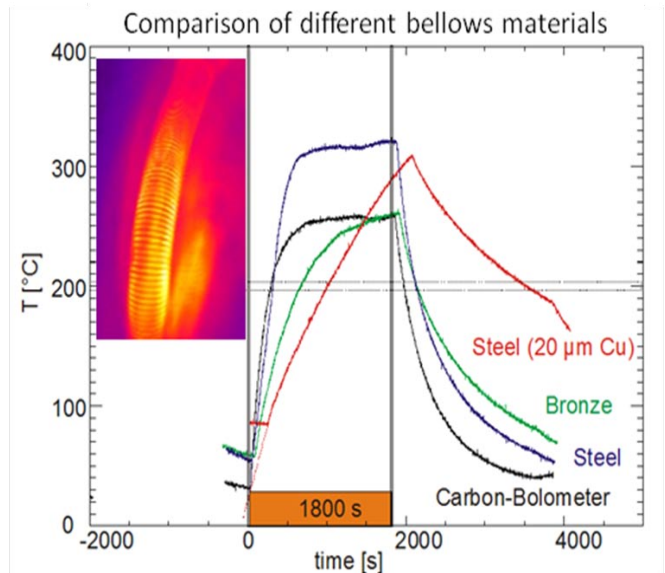 Comparison of different bellows materials
400
300
200
100
0
T [°C]
Steel (20 µm Cu)
Bronze
Steel
Carbon-Bolometer
1800 s
-2000
0
2000
4000
time [s]